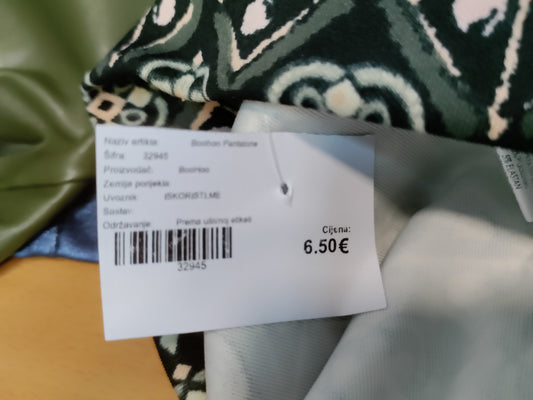 Naziv artikla: Boohoo Pantalone
Šifra: 32945
Proizvođač: BooHoo
Zemlja porijekla
Uvoznik: ISKORISTI.ME
Sastav:
Održavanje: Prema ušivnoj etiketi
32945
Cijena:
6.50€